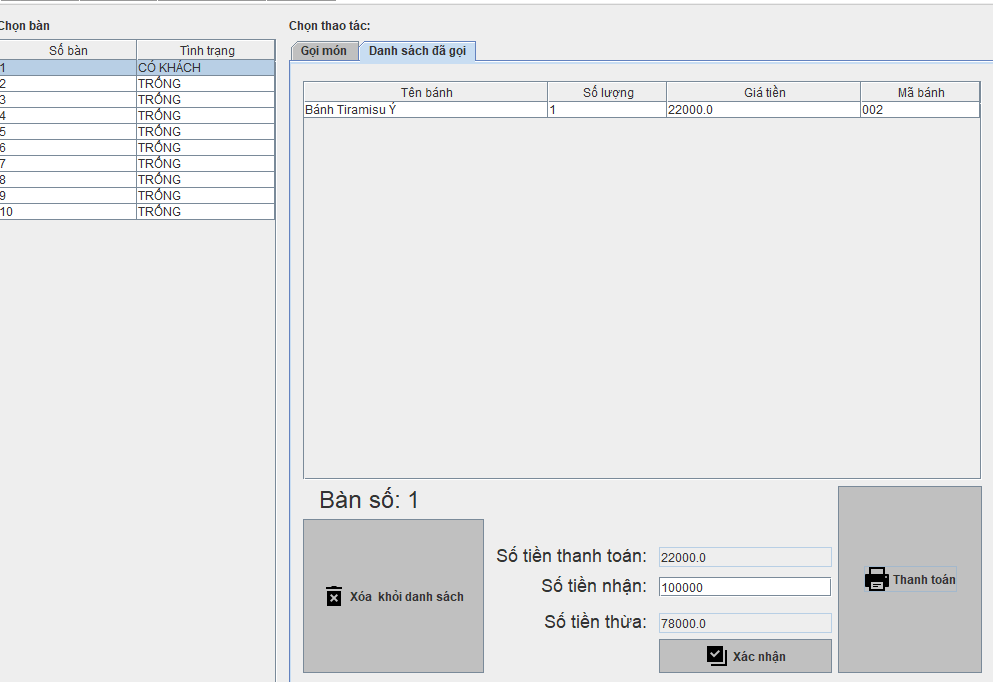 Chọn bàn
Số bàn Tình trạng
1 CÓ KHÁCH
2 TRỐNG
3 TRỐNG
4 TRỐNG
5 TRỐNG
6 TRỐNG
7 TRỐNG
8 TRỐNG
9 TRỐNG
10 TRỐNG
Chọn thao tác:
Gọi món Danh sách đã gọi
Tên bánh Số lượng Giá tiền Mã bánh
Bánh Tiramisu Ý 1 22000.0 002
Bàn số: 1
Xóa khỏi danh sách
Số tiền thanh toán: 22000.0
Số tiền nhận: 100000
Số tiền thừa: 78000.0
Xác nhận
Thanh toán